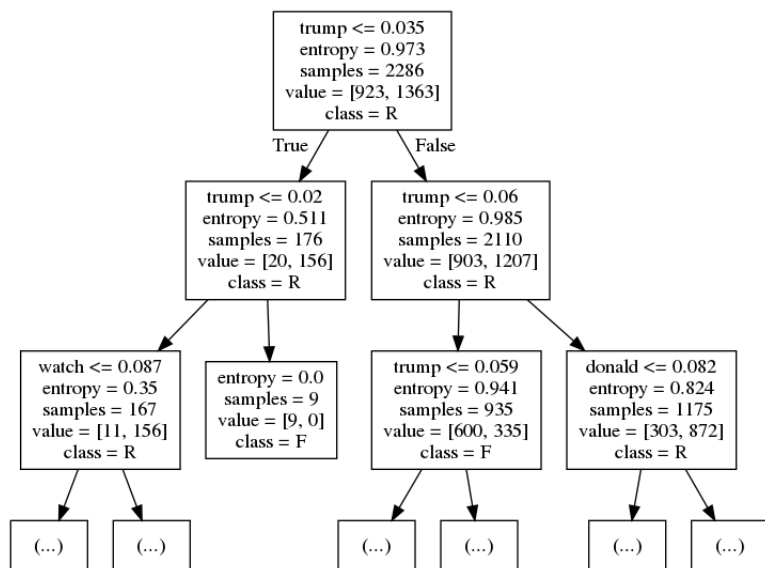 trump <= 0.035
entropy = 0.973
samples = 2286
value = [923, 1363]
class = R
True
False
trump <= 0.02
entropy = 0.511
samples = 176
value = [20, 156]
class = R
trump <= 0.06
entropy = 0.985
samples = 2110
value = [903, 1207]
class = R
watch <= 0.087
entropy = 0.35
samples = 167
value = [11, 156]
class = R
entropy = 0.0
samples = 9
value = [9, 0]
class = F
trump <= 0.059
entropy = 0.941
samples = 935
value = [600, 335]
class = F
donald <= 0.082
entropy = 0.824
samples = 1175
value = [303, 872]
class = R
(...)
(...)
(...)
(...)
(...)
(...)